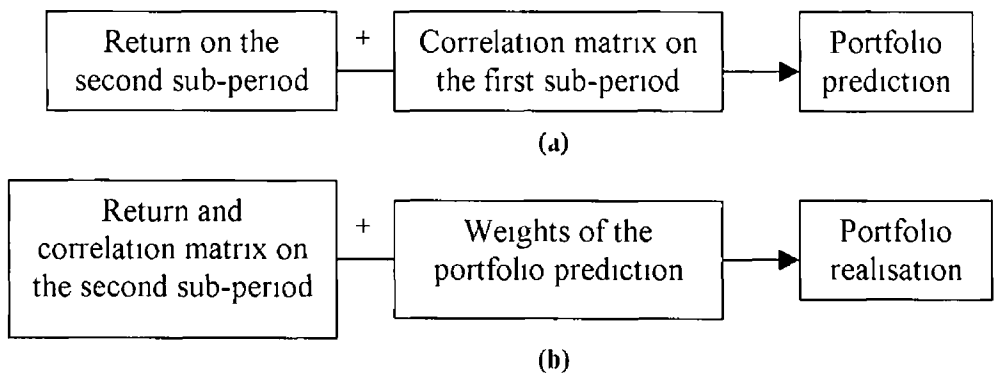 Return on the
second sub-period
+
Correlation matrix on
the first sub-period
Portfolio
prediction
(a)
Return and
correlation matrix on
the second sub-period
+
Weights of the
portfolio prediction
Portfolio
realisation
(b)